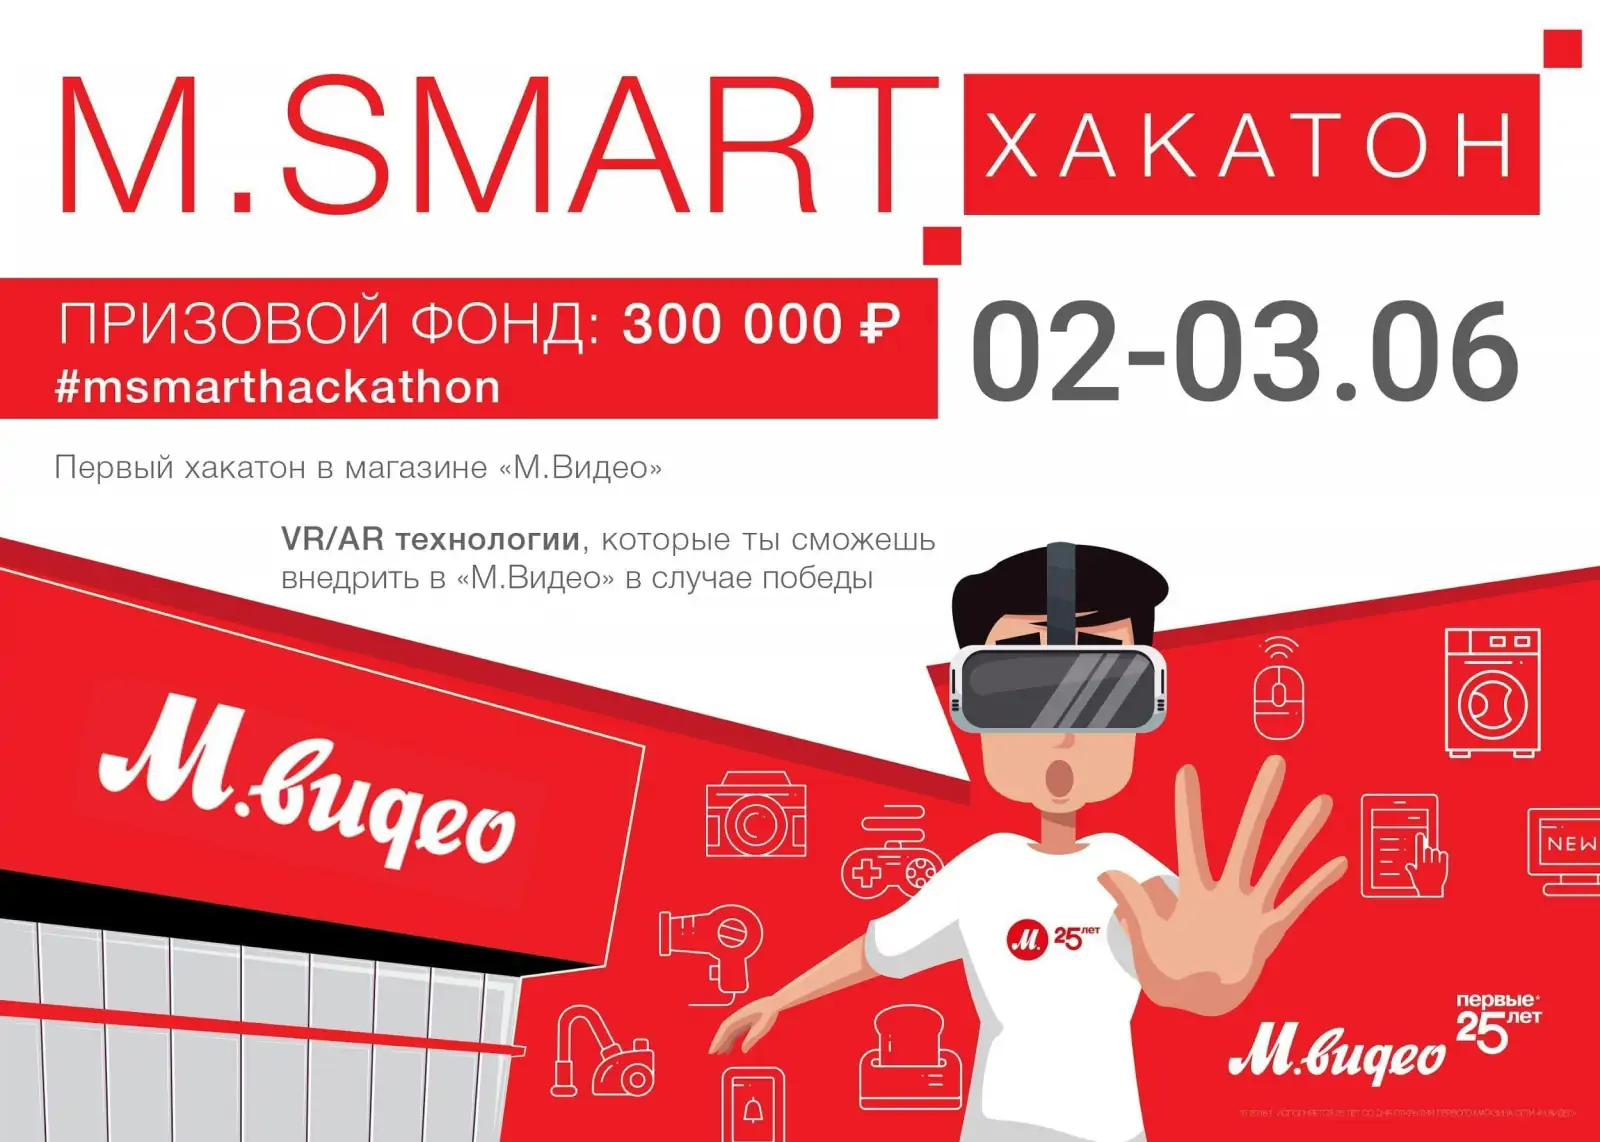 M.SMART ХАКАТОН
ПРИЗОВОЙ ФОНД: 300 000 ₽
#msmarthackathon
02-03.06
Первый хакатон в магазине «М.Видео»
VR/AR технологии, которые ты сможешь
внедрить в «М.Видео» в случае победы
М.видео
NEW
М. 25 лет
первые*
25 лет
М.видео